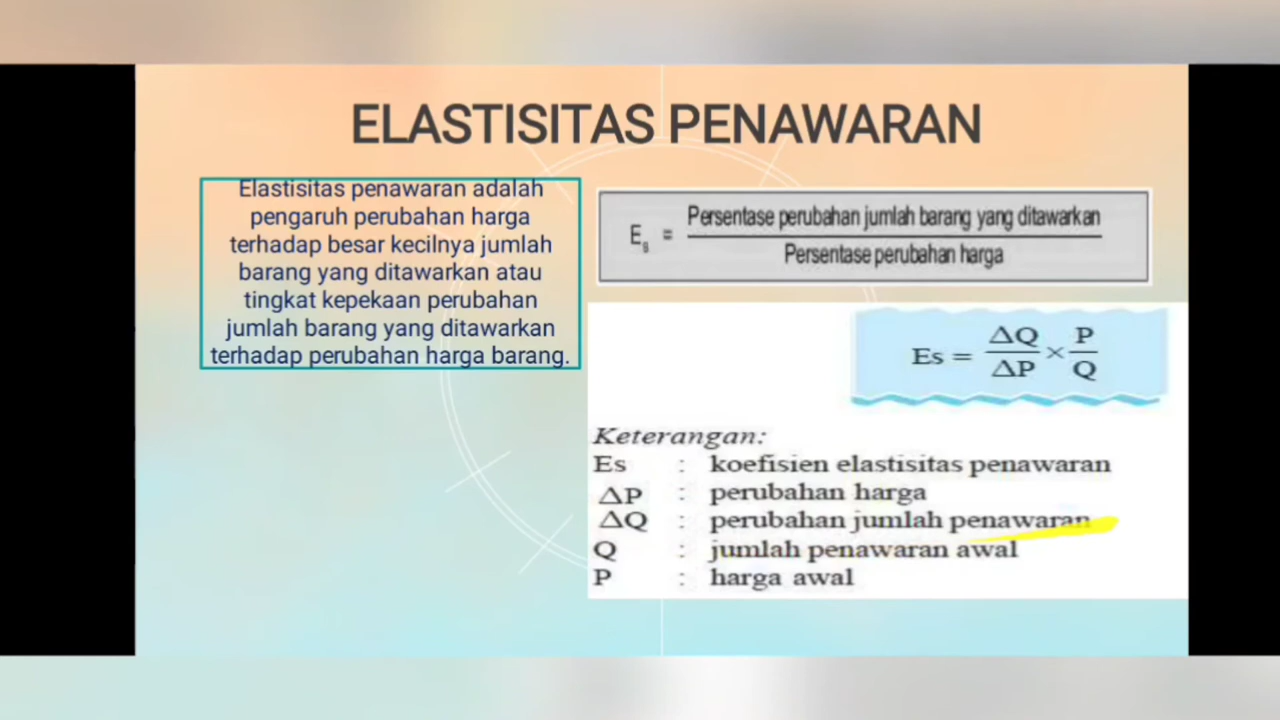 ELASTISITAS PENAWARAN
Elastisitas penawaran adalah
pengaruh perubahan harga
terhadap besar kecilnya jumlah
barang yang ditawarkan atau
tingkat kepekaan perubahan
jumlah barang yang ditawarkan
terhadap perubahan harga barang.
Es = Persentase perubahan jumlah barang yang ditawarkan
Persentase perubahan harga
Es = ΔQ/ΔP × P/Q
Keterangan:
Es : koefisien elastisitas penawaran
ΔP : perubahan harga
ΔQ : perubahan jumlah penawaran
Q : jumlah penawaran awal
P : harga awal